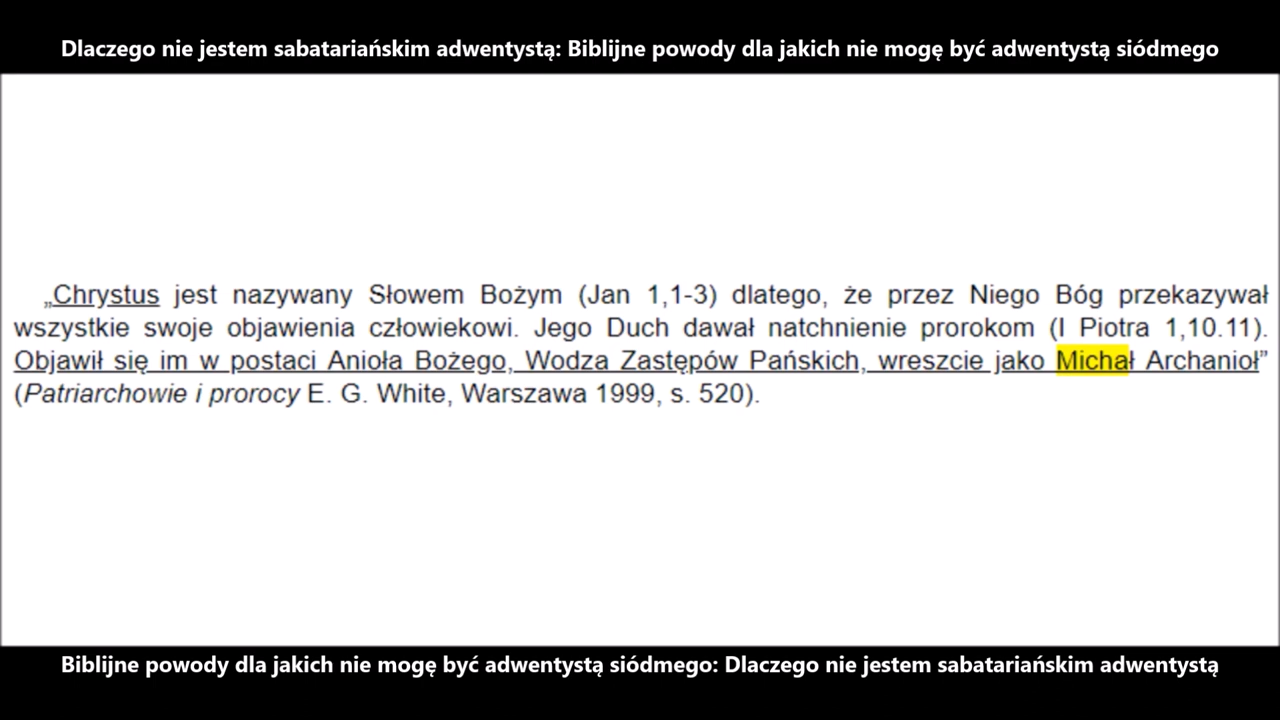 Dlaczego nie jestem sabatariańskim adwentystą: Biblijne powody dla jakich nie mogę być adwentystą siódmego
„Chrystus jest nazywany Słowem Bożym (Jan 1,1-3) dlatego, że przez Niego Bóg przekazywał
wszystkie swoje objawienia człowiekowi. Jego Duch dawał natchnienie prorokom (I Piotra 1,10.11).
Objawił się im w postaci Anioła Bożego, Wodza Zastępów Pańskich, wreszcie jako Michał Archanioł”
(Patriarchowie i prorocy E. G. White, Warszawa 1999, s. 520).
Biblijne powody dla jakich nie mogę być adwentystą siódmego: Dlaczego nie jestem sabatariańskim adwentystą